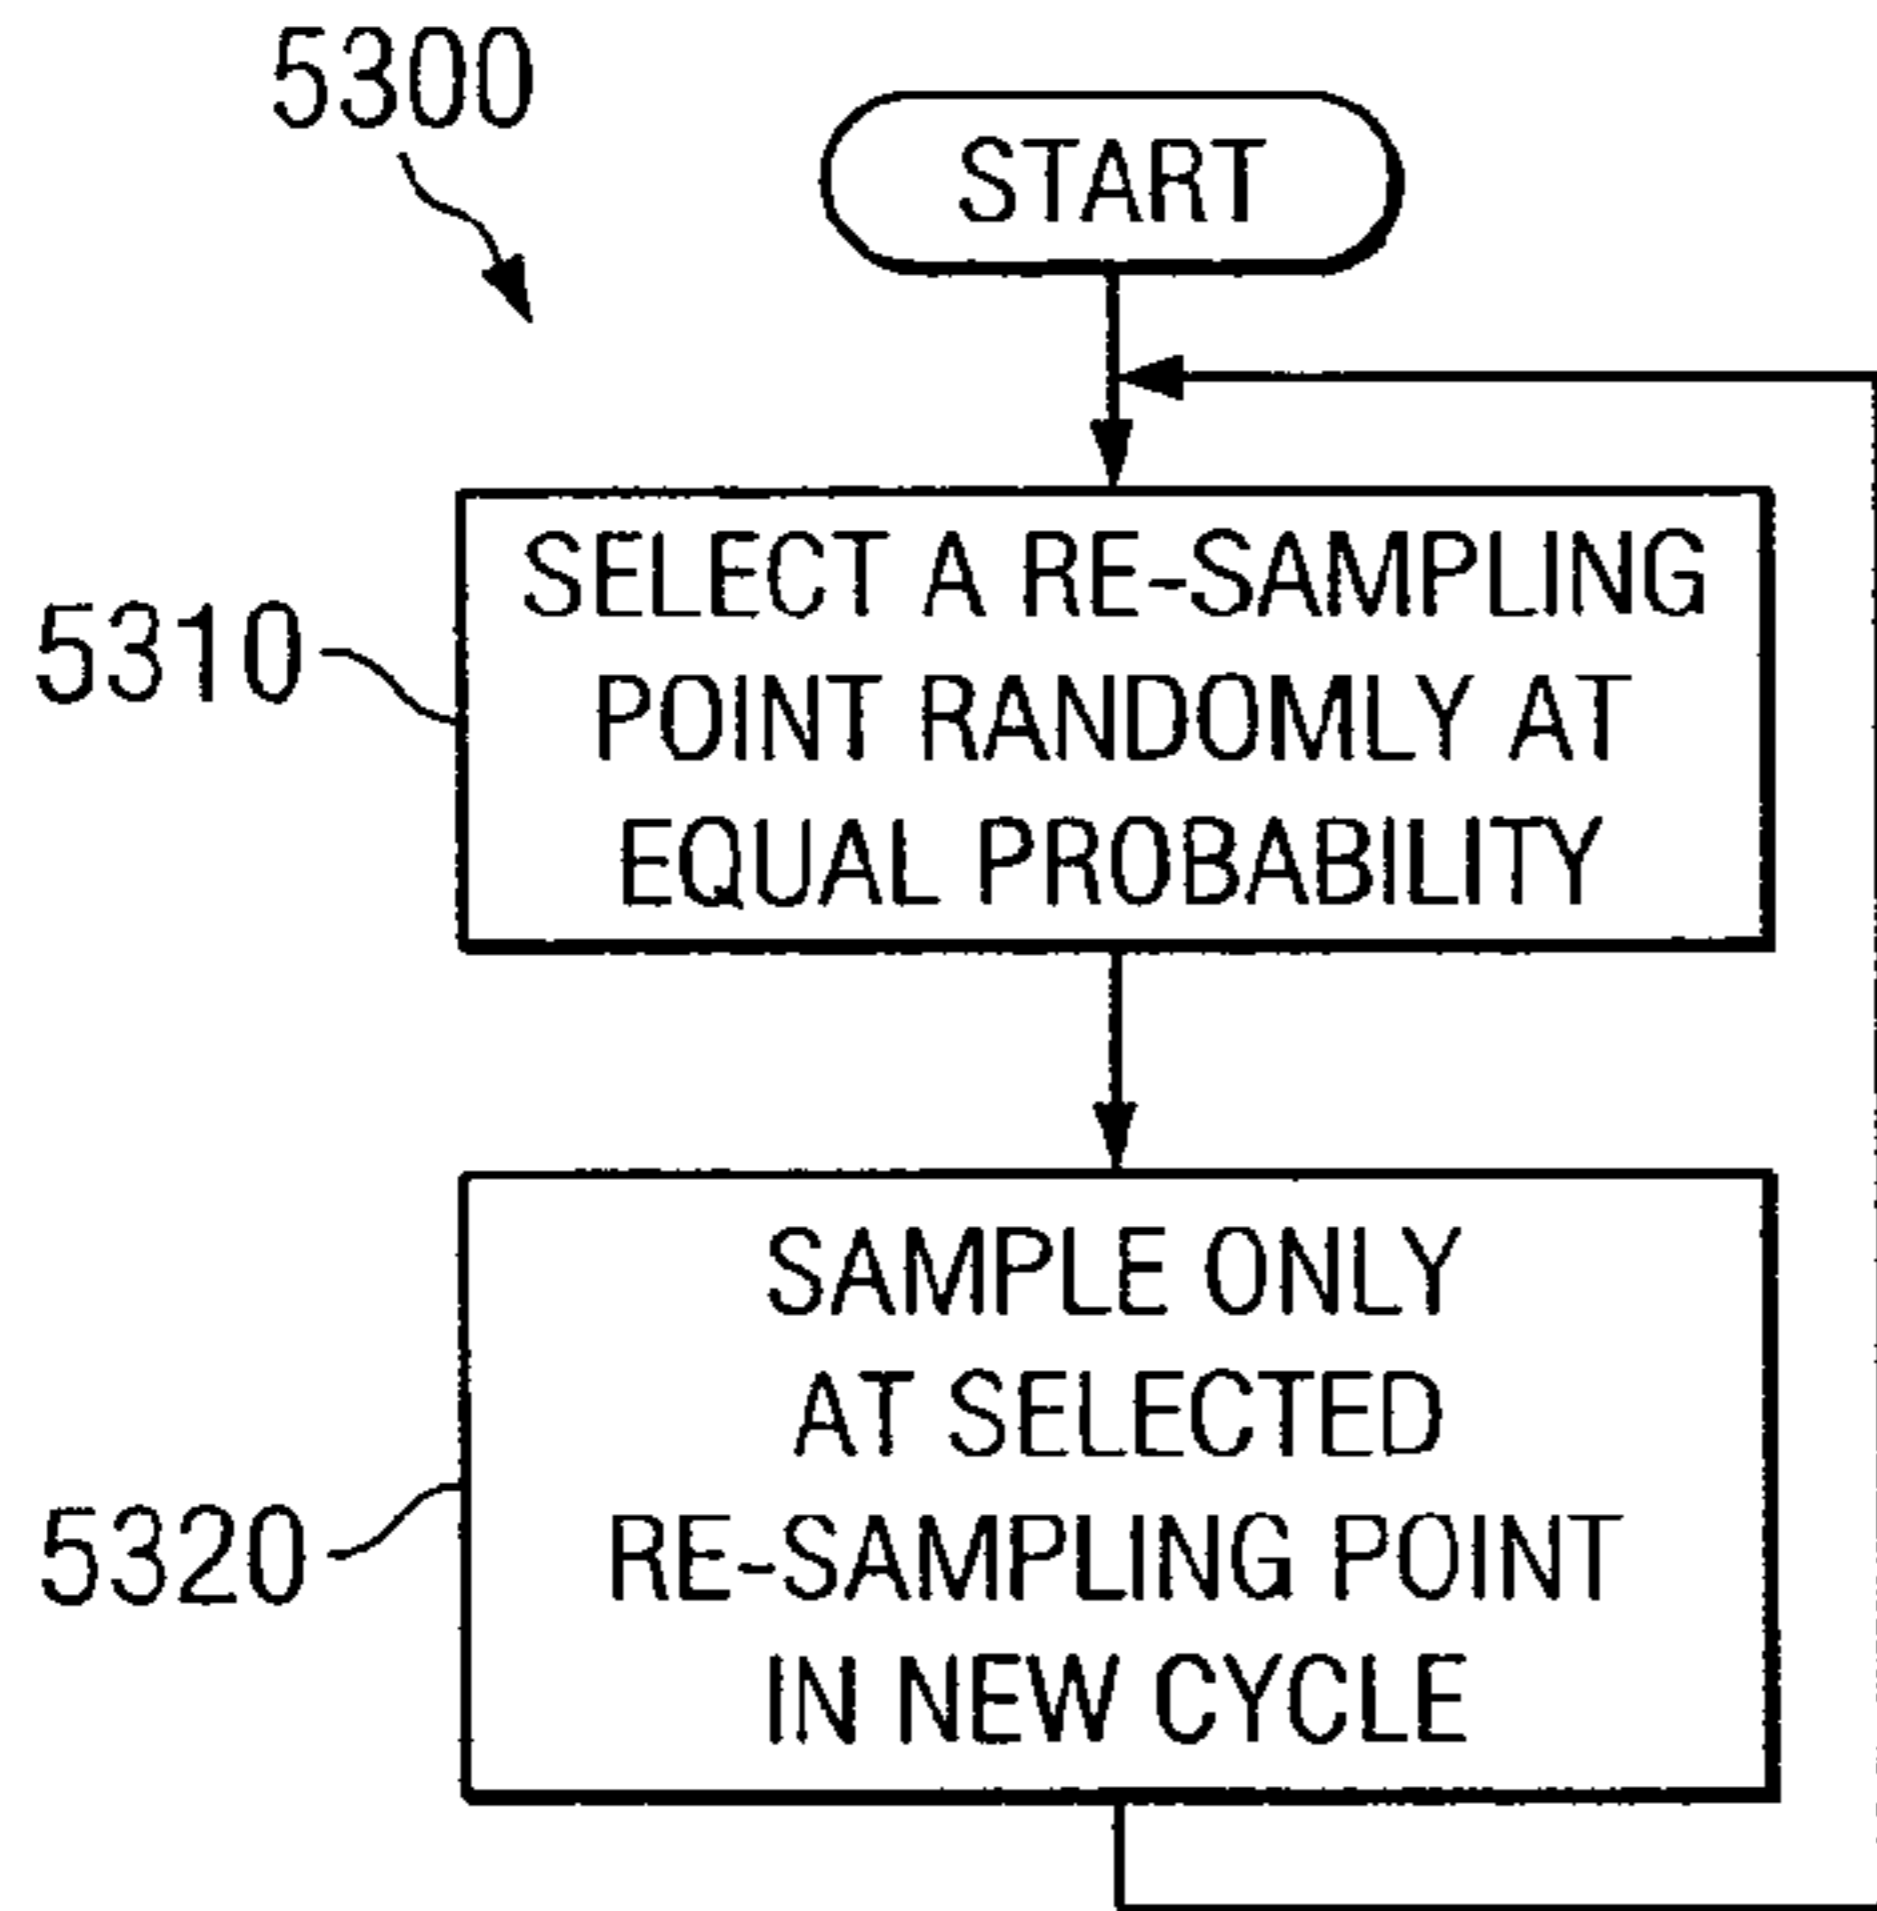 5300
START
5310
SELECT A RE-SAMPLING
POINT RANDOMLY AT
EQUAL PROBABILITY
5320
SAMPLE ONLY
AT SELECTED
RE-SAMPLING POINT
IN NEW CYCLE